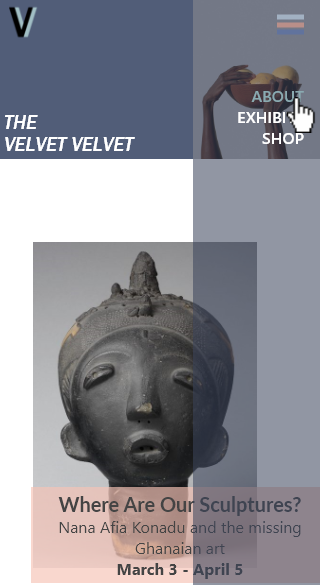 V
ABOUT
EXHIBI
SHOP
THE
VELVET VELVET
Where Are Our Sculptures?
Nana Afia Konadu and the missing
Ghanaian art
March 3 - April 5